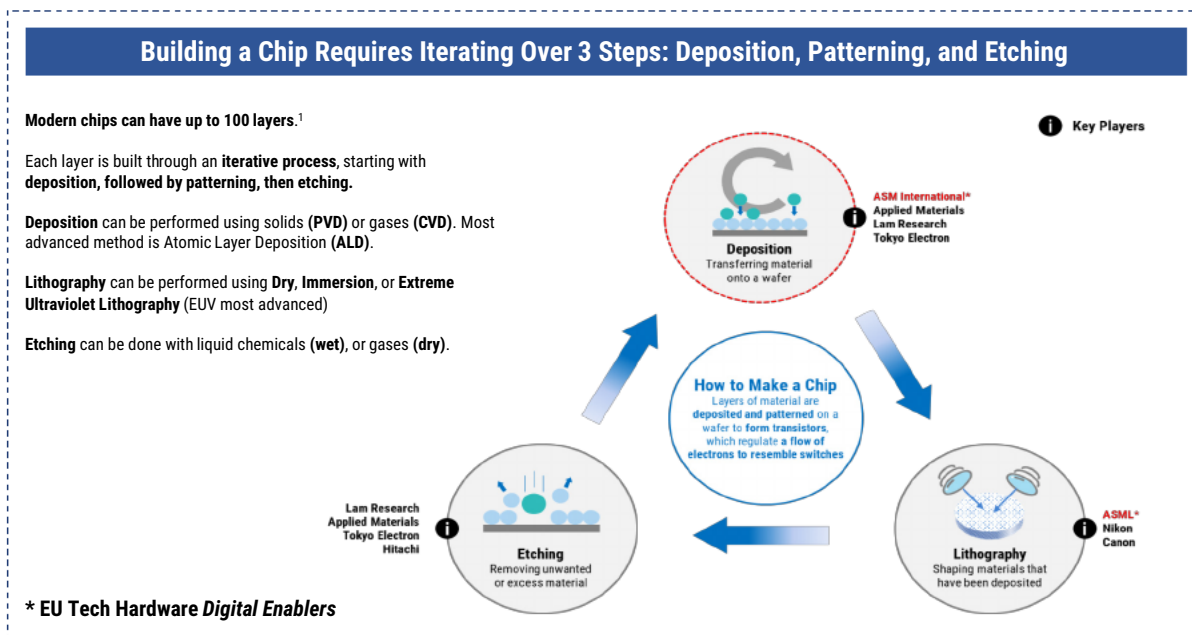 Building a Chip Requires Iterating Over 3 Steps: Deposition, Patterning, and Etching
Modern chips can have up to 100 layers.1
Each layer is built through an iterative process, starting with
deposition, followed by patterning, then etching.
Deposition can be performed using solids (PVD) or gases (CVD). Most
advanced method is Atomic Layer Deposition (ALD).
Lithography can be performed using Dry, Immersion, or Extreme
Ultraviolet Lithography (EUV most advanced)
Etching can be done with liquid chemicals (wet), or gases (dry).
i Key Players
Deposition
Transferring material
onto a wafer
i
ASM International*
Applied Materials
Lam Research
Tokyo Electron
How to Make a Chip
Layers of material are
deposited and patterned on a
wafer to form transistors,
which regulate a flow of
electrons to resemble switches
Lam Research
Applied Materials
Tokyo Electron
Hitachi
i
Etching
Removing unwanted
or excess material
Lithography
Shaping materials that
have been deposited
i
ASML*
Nikon
Canon
* EU Tech Hardware Digital Enablers